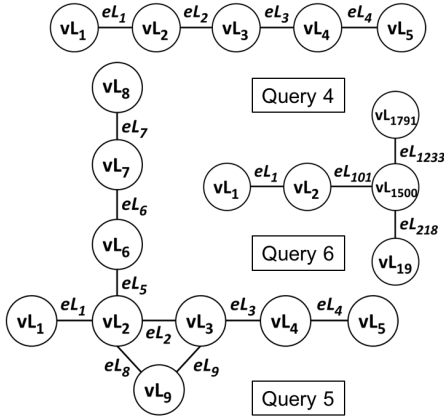 eL1 eL2 eL3 eL4
vL1 vL2 vL3 vL4 vL5
vL8
Query 4
vL1791
eL7
vL7
eL1233
eL1 eL101
vL1 vL2 vL1500
eL6
eL218
vL6
Query 6
vL19
eL5
eL1 eL3 eL4
vL1 vL2 vL3 vL4 vL5
eL2
eL8 eL9
vL9
Query 5